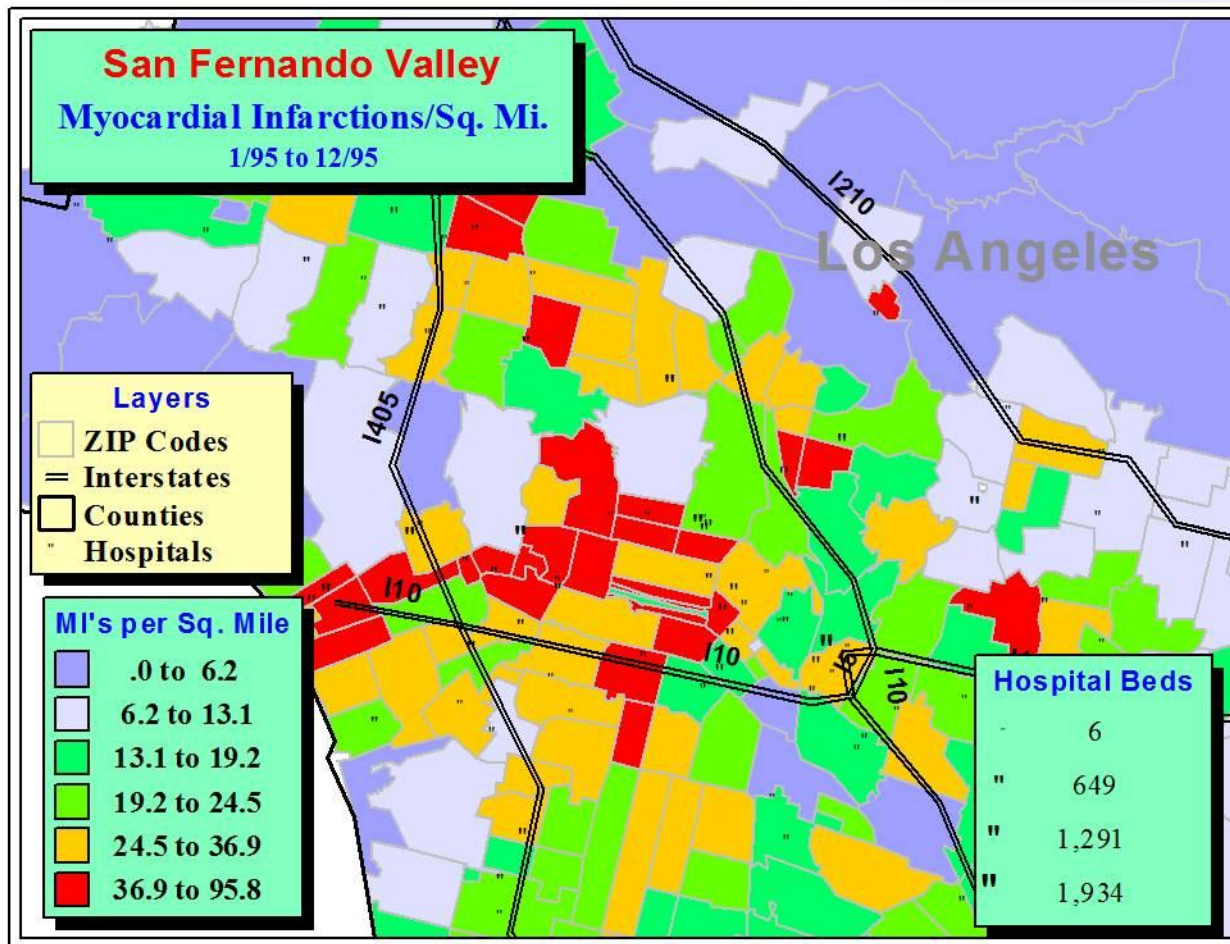 San Fernando Valley
Myocardial Infarctions/Sq. Mi.
1/95 to 12/95
I210
Los Angeles
I405
Layers
ZIP Codes
Interstates
Counties
" Hospitals
I10
I10
I5
I10
MI's per Sq. Mile
.0 to 6.2
6.2 to 13.1
13.1 to 19.2
19.2 to 24.5
24.5 to 36.9
36.9 to 95.8
Hospital Beds
" 6
" 649
" 1,291
" 1,934